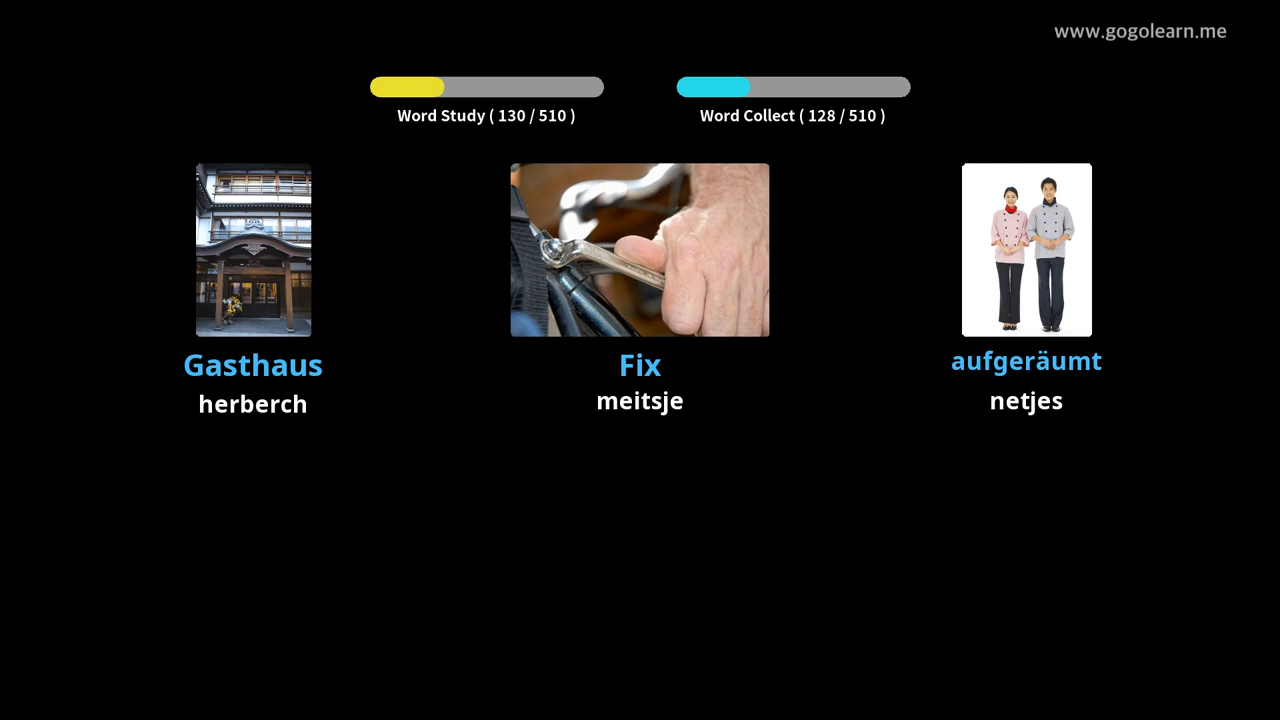 www.gogolearn.me
Word Study ( 130 / 510 )
Word Collect ( 128 / 510 )
Gasthaus
herberch
Fix
meitsje
aufgeräumt
netjes